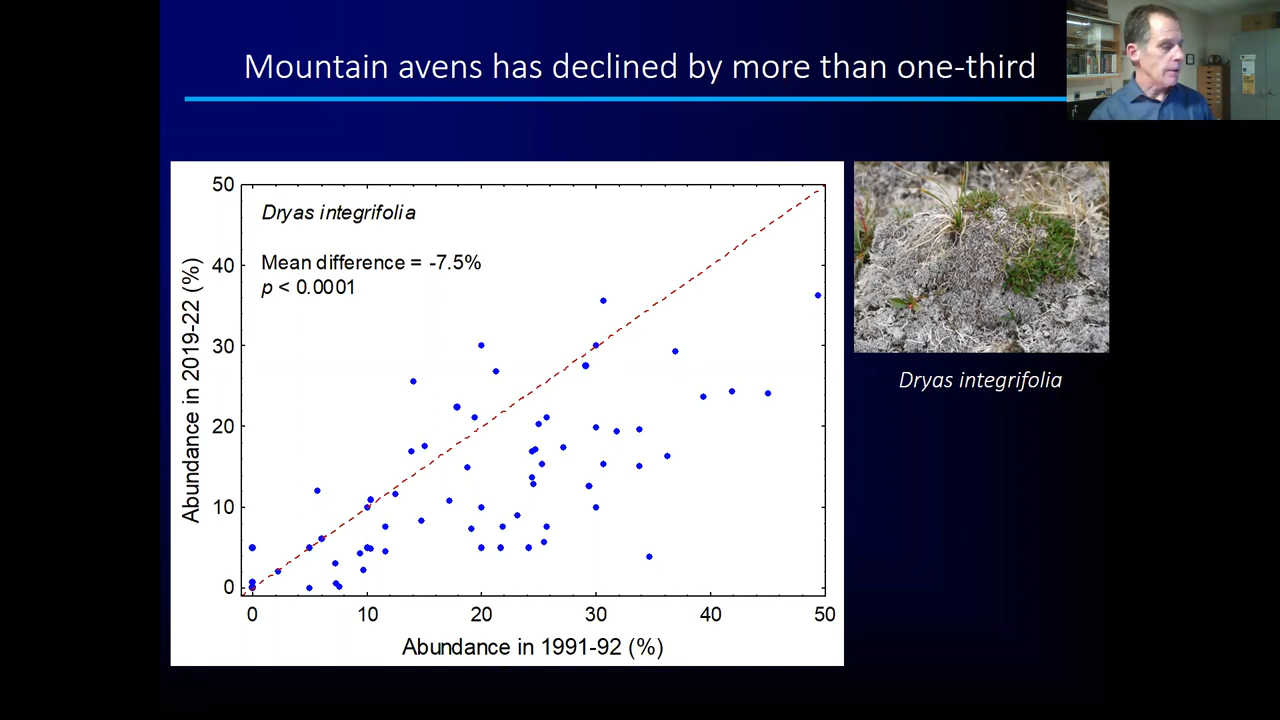 Mountain avens has declined by more than one-third
Dryas integrifolia
Mean difference = -7.5%
p < 0.0001
Abundance in 2019-22 (%)
50
40
30
20
10
0
0 10 20 30 40 50
Abundance in 1991-92 (%)
Dryas integrifolia